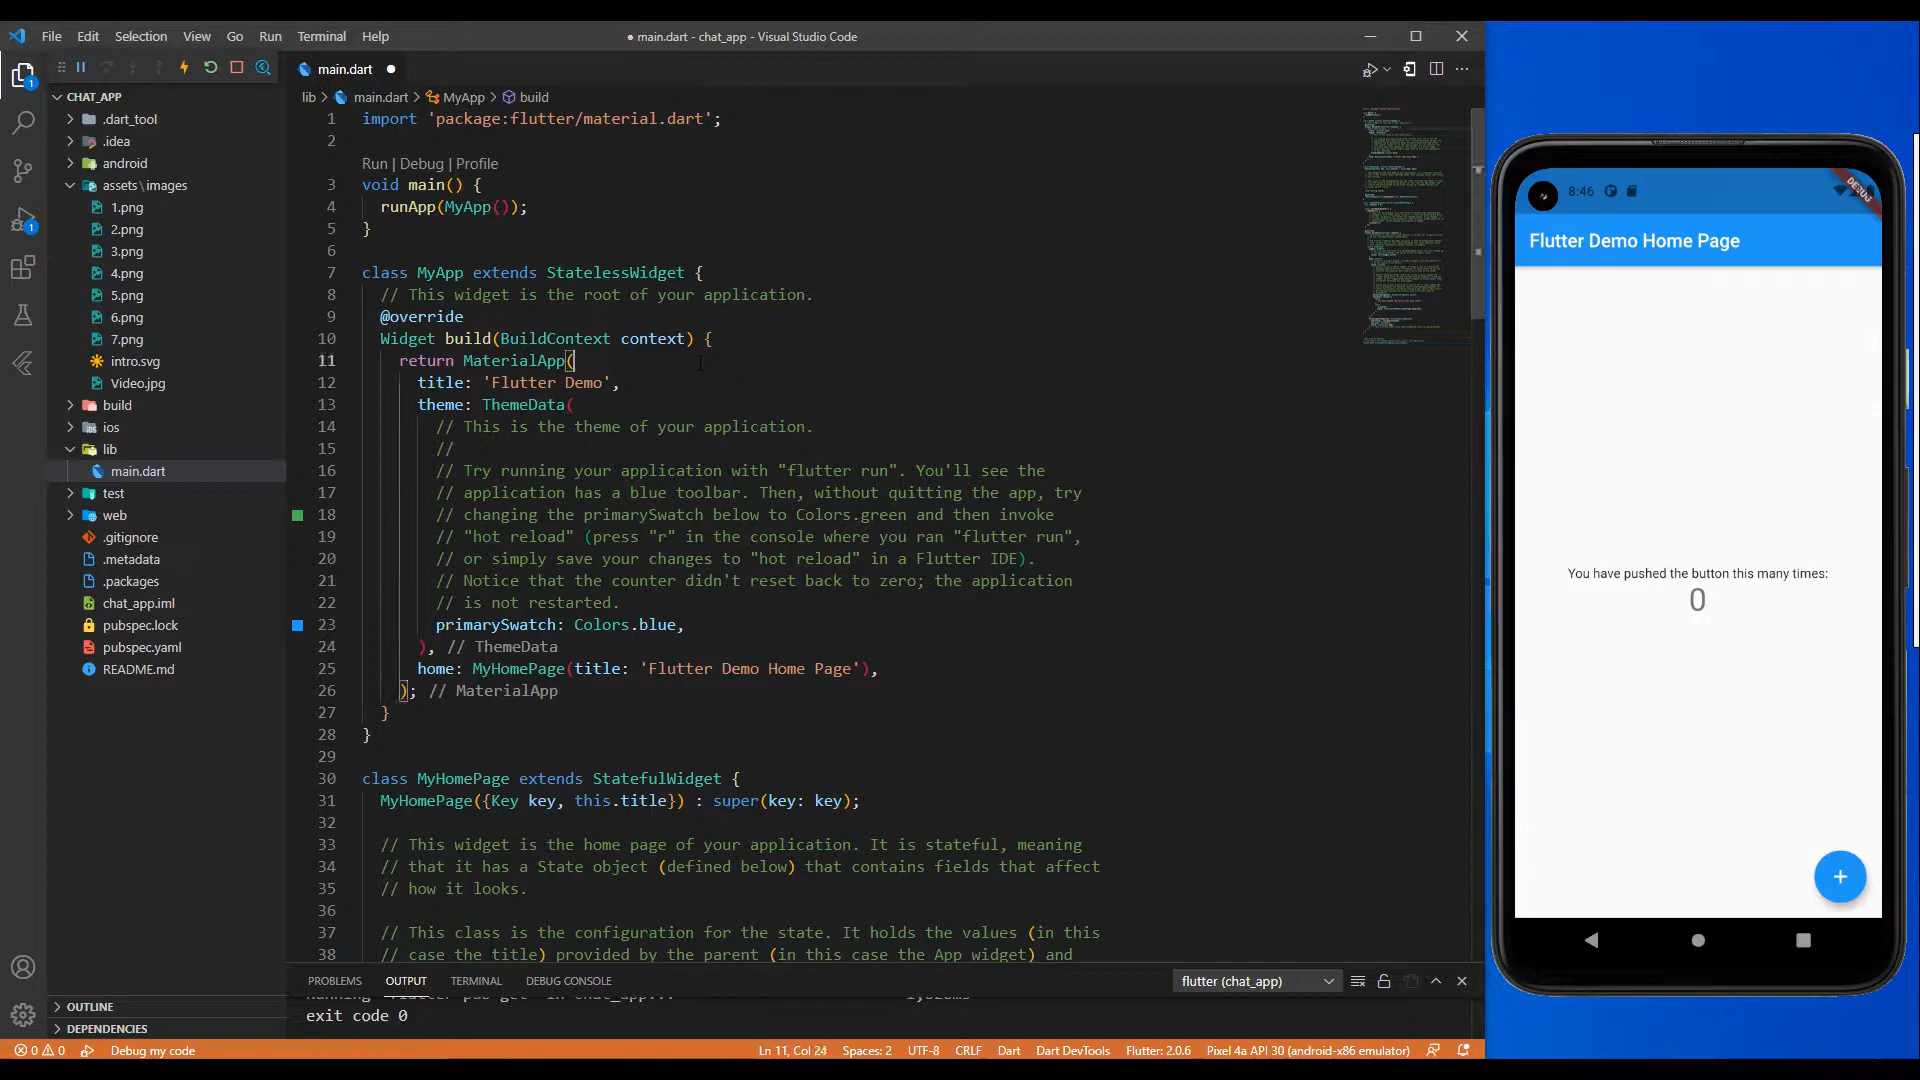 File Edit Selection View Go Run Terminal Help
● main.dart - chat_app - Visual Studio Code
main.dart
CHAT_APP
.dart_tool
.idea
android
assets\images
1.png
2.png
3.png
4.png
5.png
6.png
7.png
intro.svg
Video.jpg
build
ios
lib
main.dart
test
web
.gitignore
.metadata
.packages
chat_app.iml
pubspec.lock
pubspec.yaml
README.md
OUTLINE
DEPENDENCIES
1
1
lib > main.dart > MyApp > build
1 import 'package:flutter/material.dart';
2
Run | Debug | Profile
3 void main() {
4 runApp(MyApp());
5 }
6
7 class MyApp extends StatelessWidget {
8 // This widget is the root of your application.
9 @override
10 Widget build(BuildContext context) {
11 return MaterialApp(
12 title: 'Flutter Demo',
13 theme: ThemeData(
14 // This is the theme of your application.
15 //
16 // Try running your application with "flutter run". You'll see the
17 // application has a blue toolbar. Then, without quitting the app, try
18 // changing the primarySwatch below to Colors.green and then invoke
19 // "hot reload" (press "r" in the console where you ran "flutter run",
20 // or simply save your changes to "hot reload" in a Flutter IDE).
21 // Notice that the counter didn't reset back to zero; the application
22 // is not restarted.
23 primarySwatch: Colors.blue,
24 ), // ThemeData
25 home: MyHomePage(title: 'Flutter Demo Home Page'),
26 ); // MaterialApp
27 }
28 }
29
30 class MyHomePage extends StatefulWidget {
31 MyHomePage({Key key, this.title}) : super(key: key);
32
33 // This widget is the home page of your application. It is stateful, meaning
34 // that it has a State object (defined below) that contains fields that affect
35 // how it looks.
36
37 // This class is the configuration for the state. It holds the values (in this
38 // case the title) provided by the parent (in this case the App widget) and
PROBLEMS OUTPUT TERMINAL DEBUG CONSOLE
flutter (chat_app)
exit code 0
0 0 Debug my code
Ln 11, Col 24 Spaces: 2 UTF-8 CRLF Dart Dart DevTools Flutter: 2.0.6 Pixel 4a API 30 (android-x86 emulator)
8:46
DEBUG
Flutter Demo Home Page
You have pushed the button this many times:
0
+